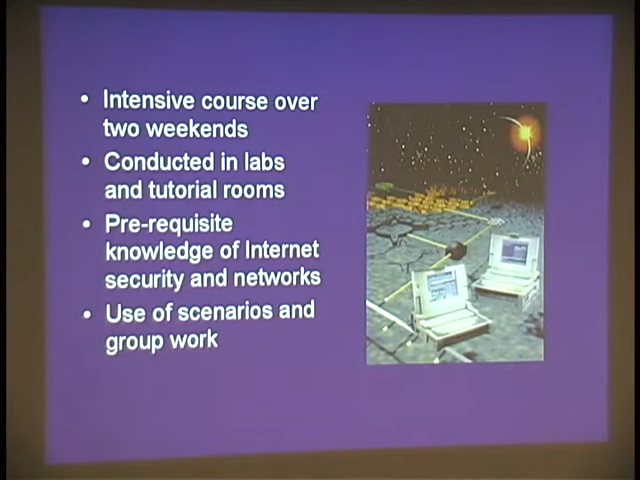 • Intensive course over
two weekends
• Conducted in labs
and tutorial rooms
• Pre-requisite
knowledge of Internet
security and networks
• Use of scenarios and
group work